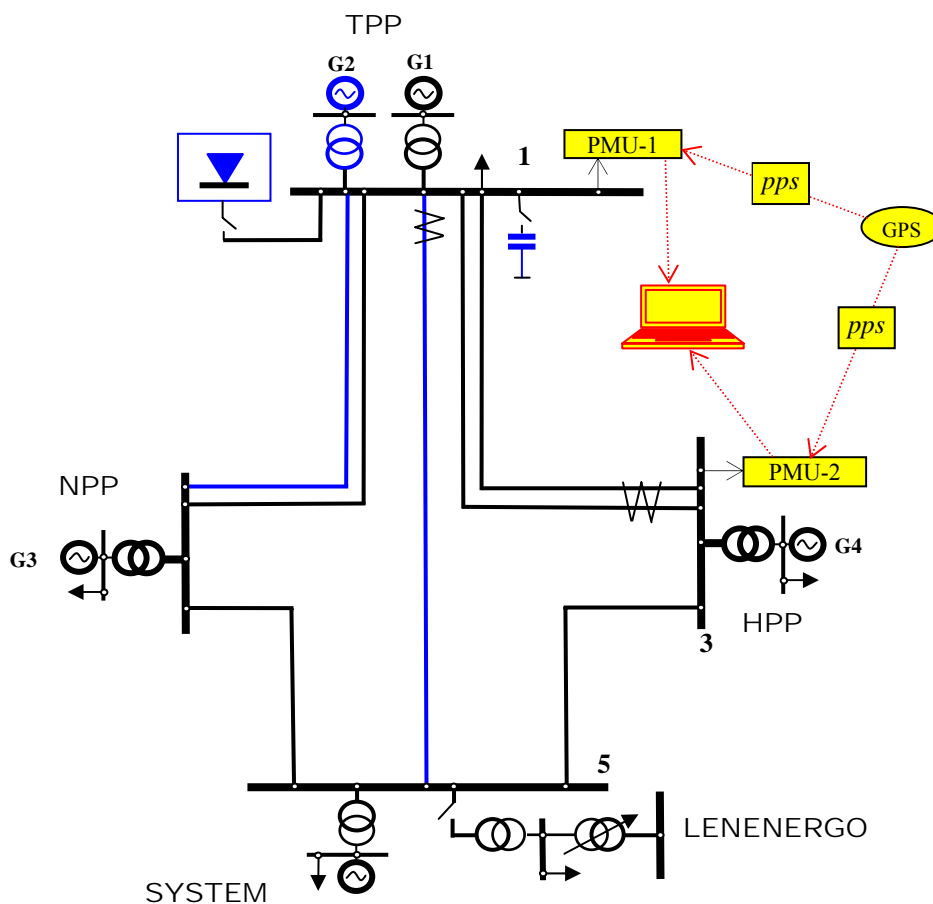 TPP
G2
G1
1
PMU-1
pps
GPS
pps
NPP
PMU-2
G3
G4
HPP
3
5
LENENERGO
SYSTEM